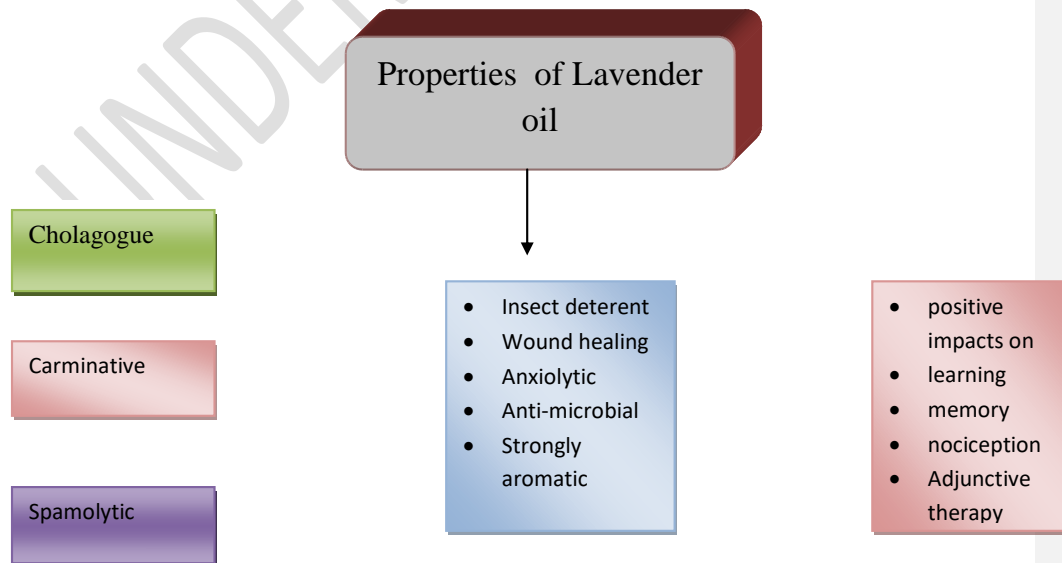 Properties of Lavender
oil
Cholagogue
Carminative
Spamolytic
• Insect deterent
• Wound healing
• Anxiolytic
• Anti-microbial
• Strongly
aromatic
• positive
impacts on
• learning
• memory
• nociception
• Adjunctive
therapy